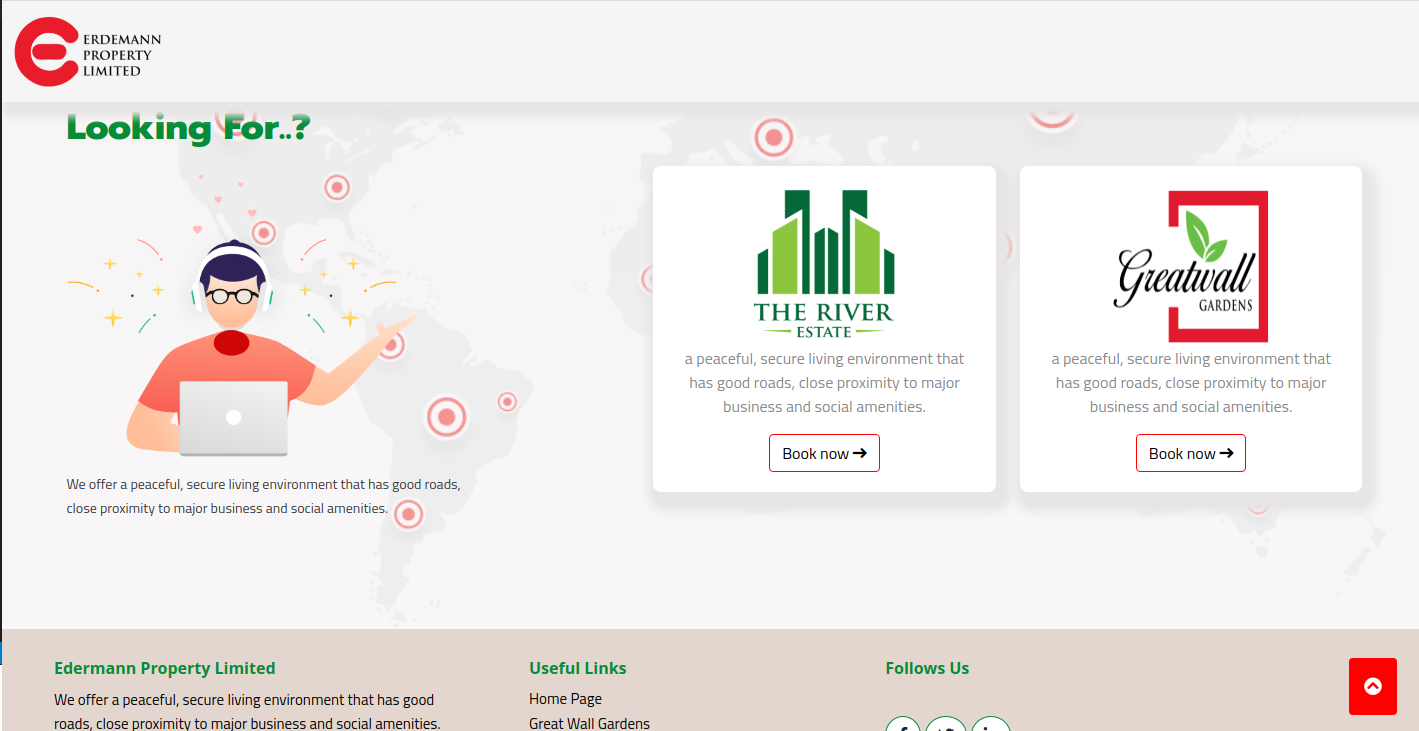 ERDEMANN
PROPERTY
LIMITED
Looking For..?
THE RIVER
ESTATE
a peaceful, secure living environment that
has good roads, close proximity to major
business and social amenities.
Book now
Greatwall
GARDENS
a peaceful, secure living environment that
has good roads, close proximity to major
business and social amenities.
Book now
We offer a peaceful, secure living environment that has good roads,
close proximity to major business and social amenities.
Edermann Property Limited
We offer a peaceful, secure living environment that has good
roads, close proximity to major business and social amenities.
Useful Links
Home Page
Great Wall Gardens
Follows Us